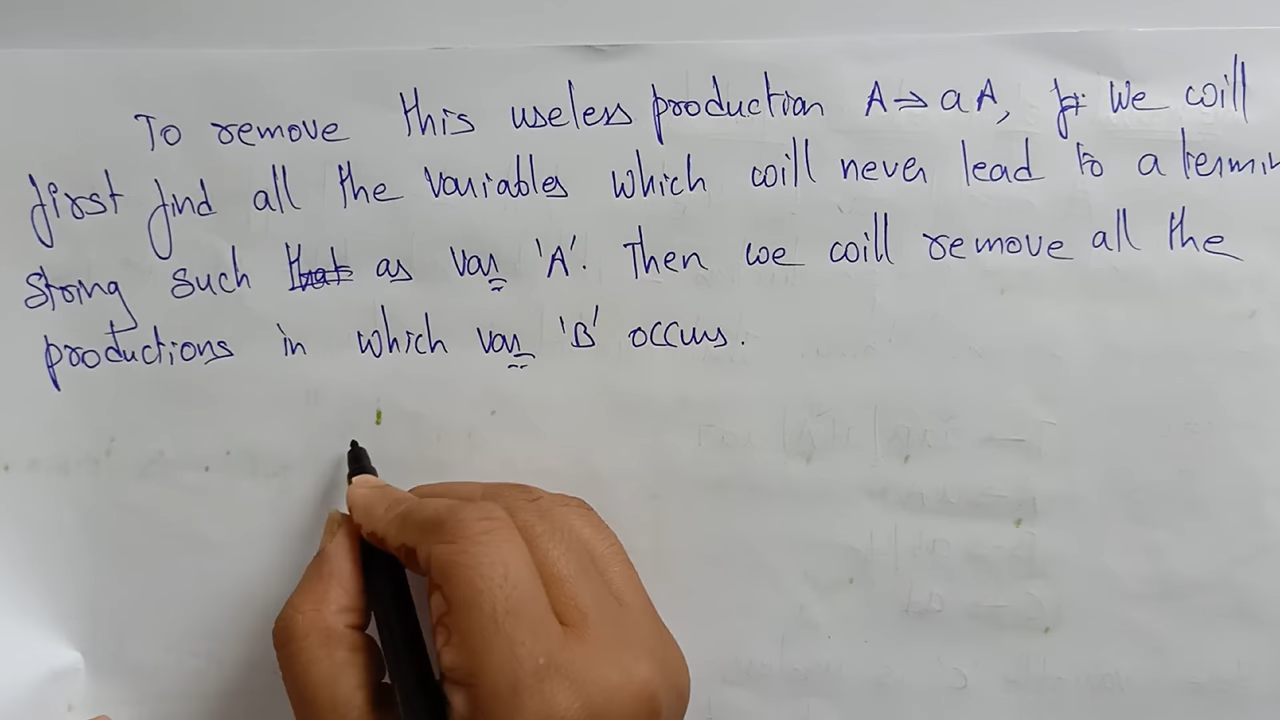 To remove this useless production A → aA, We will
first find all the variables which will never lead to a termin
string such as var 'A'. Then we will remove all the
productions in which var 'B' occurs.